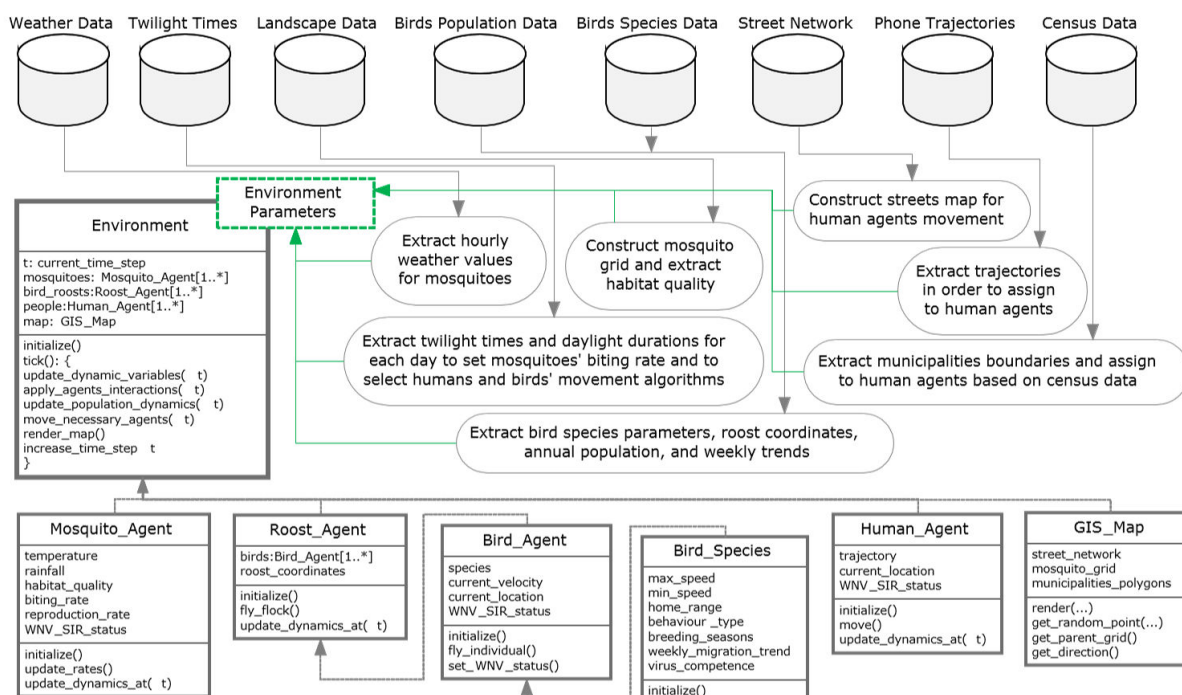 Weather Data
Twilight Times
Landscape Data
Birds Population Data
Birds Species Data
Street Network
Phone Trajectories
Census Data
Environment
Parameters
Environment
t: current_time_step
mosquitoes: Mosquito_Agent[1..*]
bird_roosts:Roost_Agent[1..*]
people:Human_Agent[1..*]
map: GIS_Map
initialize()
tick(): {
update_dynamic_variables( t)
apply_agents_interactions( t)
update_population_dynamics( t)
move_necessary_agents( t)
render_map()
increase_time_step t
}
Extract hourly
weather values
for mosquitoes
Construct mosquito
grid and extract
habitat quality
Construct streets map for
human agents movement
Extract trajectories
in order to assign
to human agents
Extract twilight times and daylight durations for
each day to set mosquitoes' biting rate and to
select humans and birds' movement algorithms
Extract municipalities boundaries and assign
to human agents based on census data
Extract bird species parameters, roost coordinates,
annual population, and weekly trends
Mosquito_Agent
temperature
rainfall
habitat_quality
biting_rate
reproduction_rate
WNV_SIR_status
initialize()
update_rates()
update_dynamics_at( t)
Roost_Agent
birds:Bird_Agent[1..*]
roost_coordinates
initialize()
fly_flock()
update_dynamics_at( t)
Bird_Agent
species
current_velocity
current_location
WNV_SIR_status
initialize()
fly_individual()
set_WNV_status()
Bird_Species
max_speed
min_speed
home_range
behaviour _type
breeding_seasons
weekly_migration_trend
virus_competence
initialize()
Human_Agent
trajectory
current_location
WNV_SIR_status
initialize()
move()
update_dynamics_at( t)
GIS_Map
street_network
mosquito_grid
municipalities_polygons
render(...)
get_random_point(...)
get_parent_grid()
get_direction()